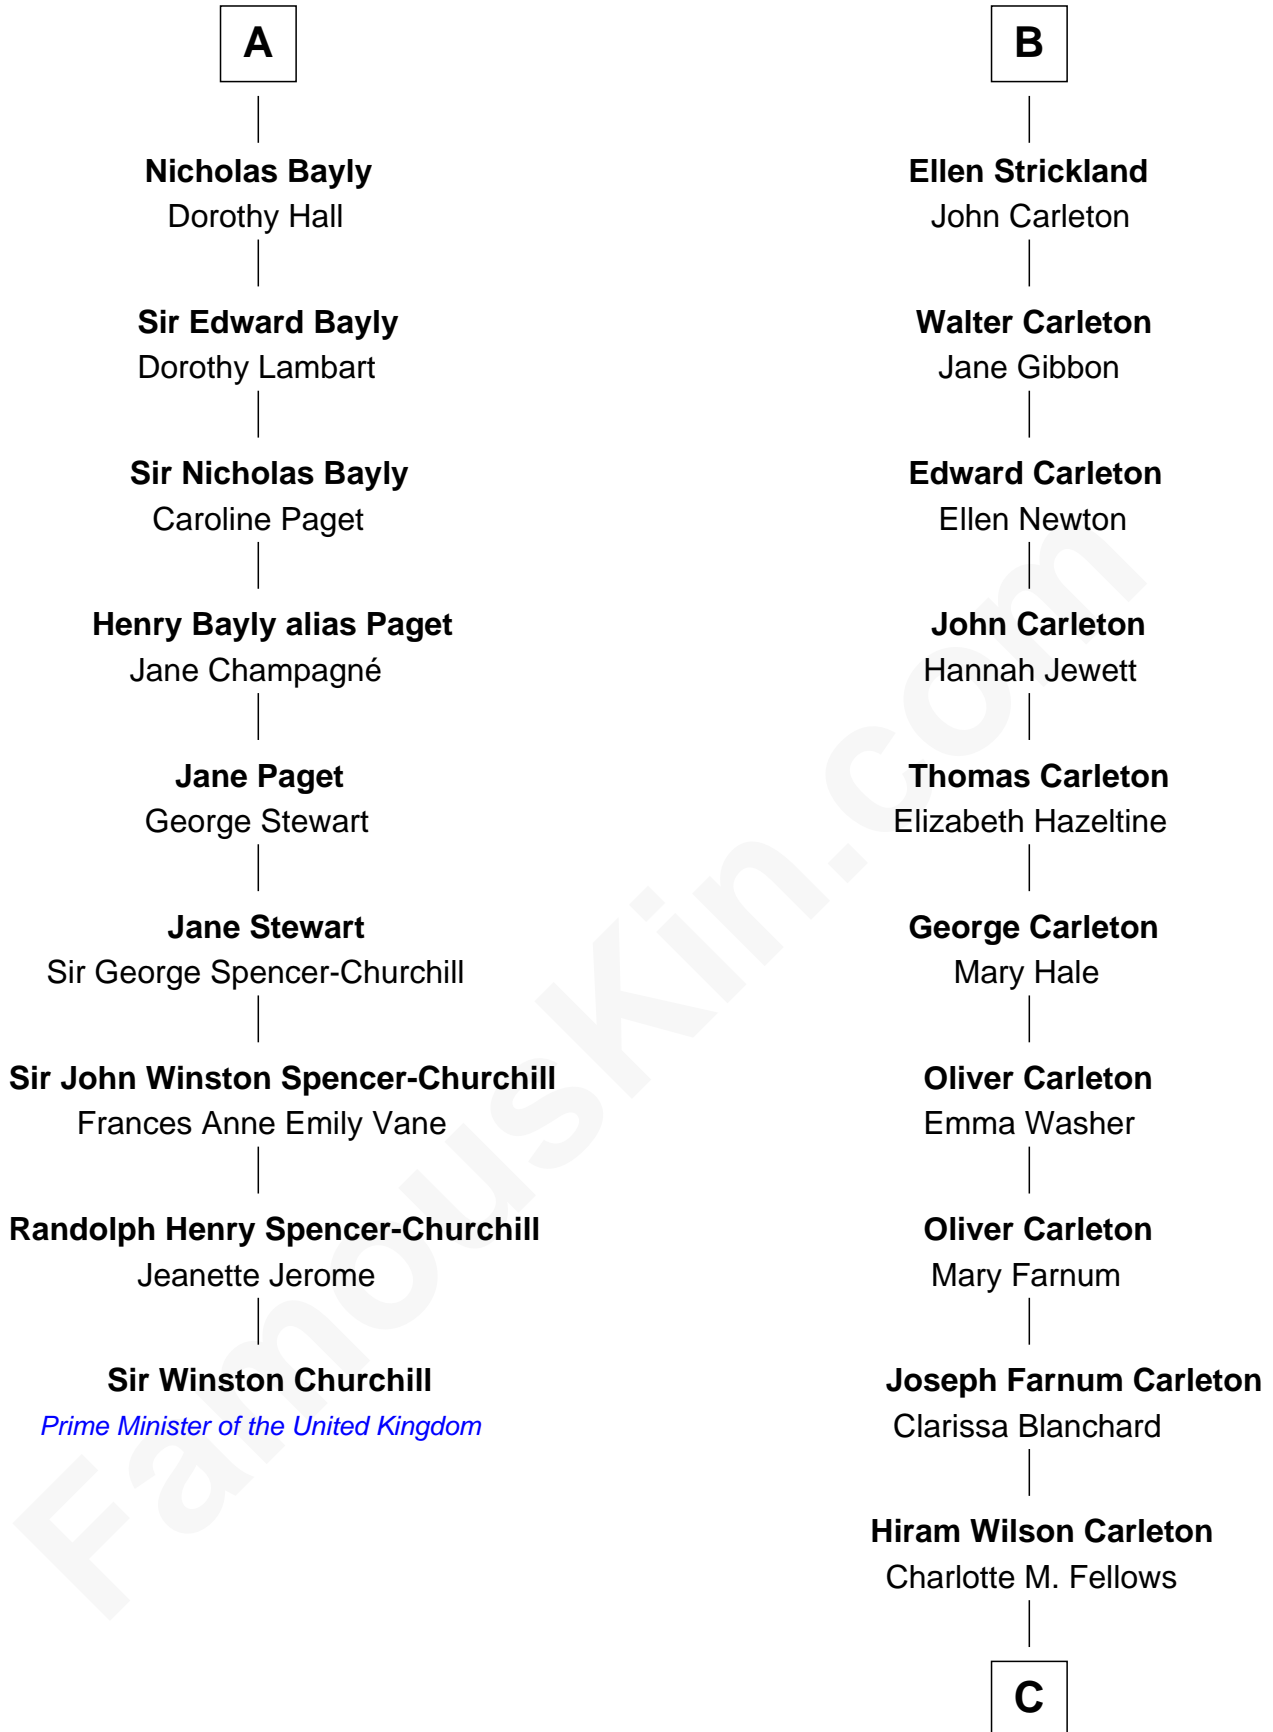 A
Nicholas Bayly
Dorothy Hall
Sir Edward Bayly
Dorothy Lambart
Sir Nicholas Bayly
Caroline Paget
Henry Bayly alias Paget
Jane Champagné
Jane Paget
George Stewart
Jane Stewart
Sir George Spencer-Churchill
Sir John Winston Spencer-Churchill
Frances Anne Emily Vane
Randolph Henry Spencer-Churchill
Jeanette Jerome
Sir Winston Churchill
Prime Minister of the United Kingdom
B
Ellen Strickland
John Carleton
Walter Carleton
Jane Gibbon
Edward Carleton
Ellen Newton
John Carleton
Hannah Jewett
Thomas Carleton
Elizabeth Hazeltine
George Carleton
Mary Hale
Oliver Carleton
Emma Washer
Oliver Carleton
Mary Farnum
Joseph Farnum Carleton
Clarissa Blanchard
Hiram Wilson Carleton
Charlotte M. Fellows
C
FamousKin.com